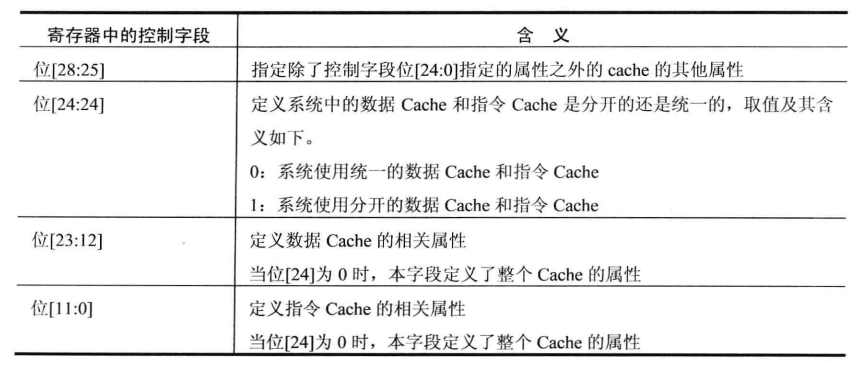 寄存器中的控制字段 含 义
位[28:25] 指定除了控制字段位[24:0]指定的属性之外的 cache 的其他属性
位[24:24] 定义系统中的数据 Cache 和指令 Cache 是分开的还是统一的，取值及其含
义如下。
0：系统使用统一的数据 Cache 和指令 Cache
1：系统使用分开的数据 Cache 和指令 Cache
位[23:12] 定义数据 Cache 的相关属性
当位[24]为 0 时，本字段定义了整个 Cache 的属性
位[11:0] 定义指令 Cache 的相关属性
当位[24]为 0 时，本字段定义了整个 Cache 的属性